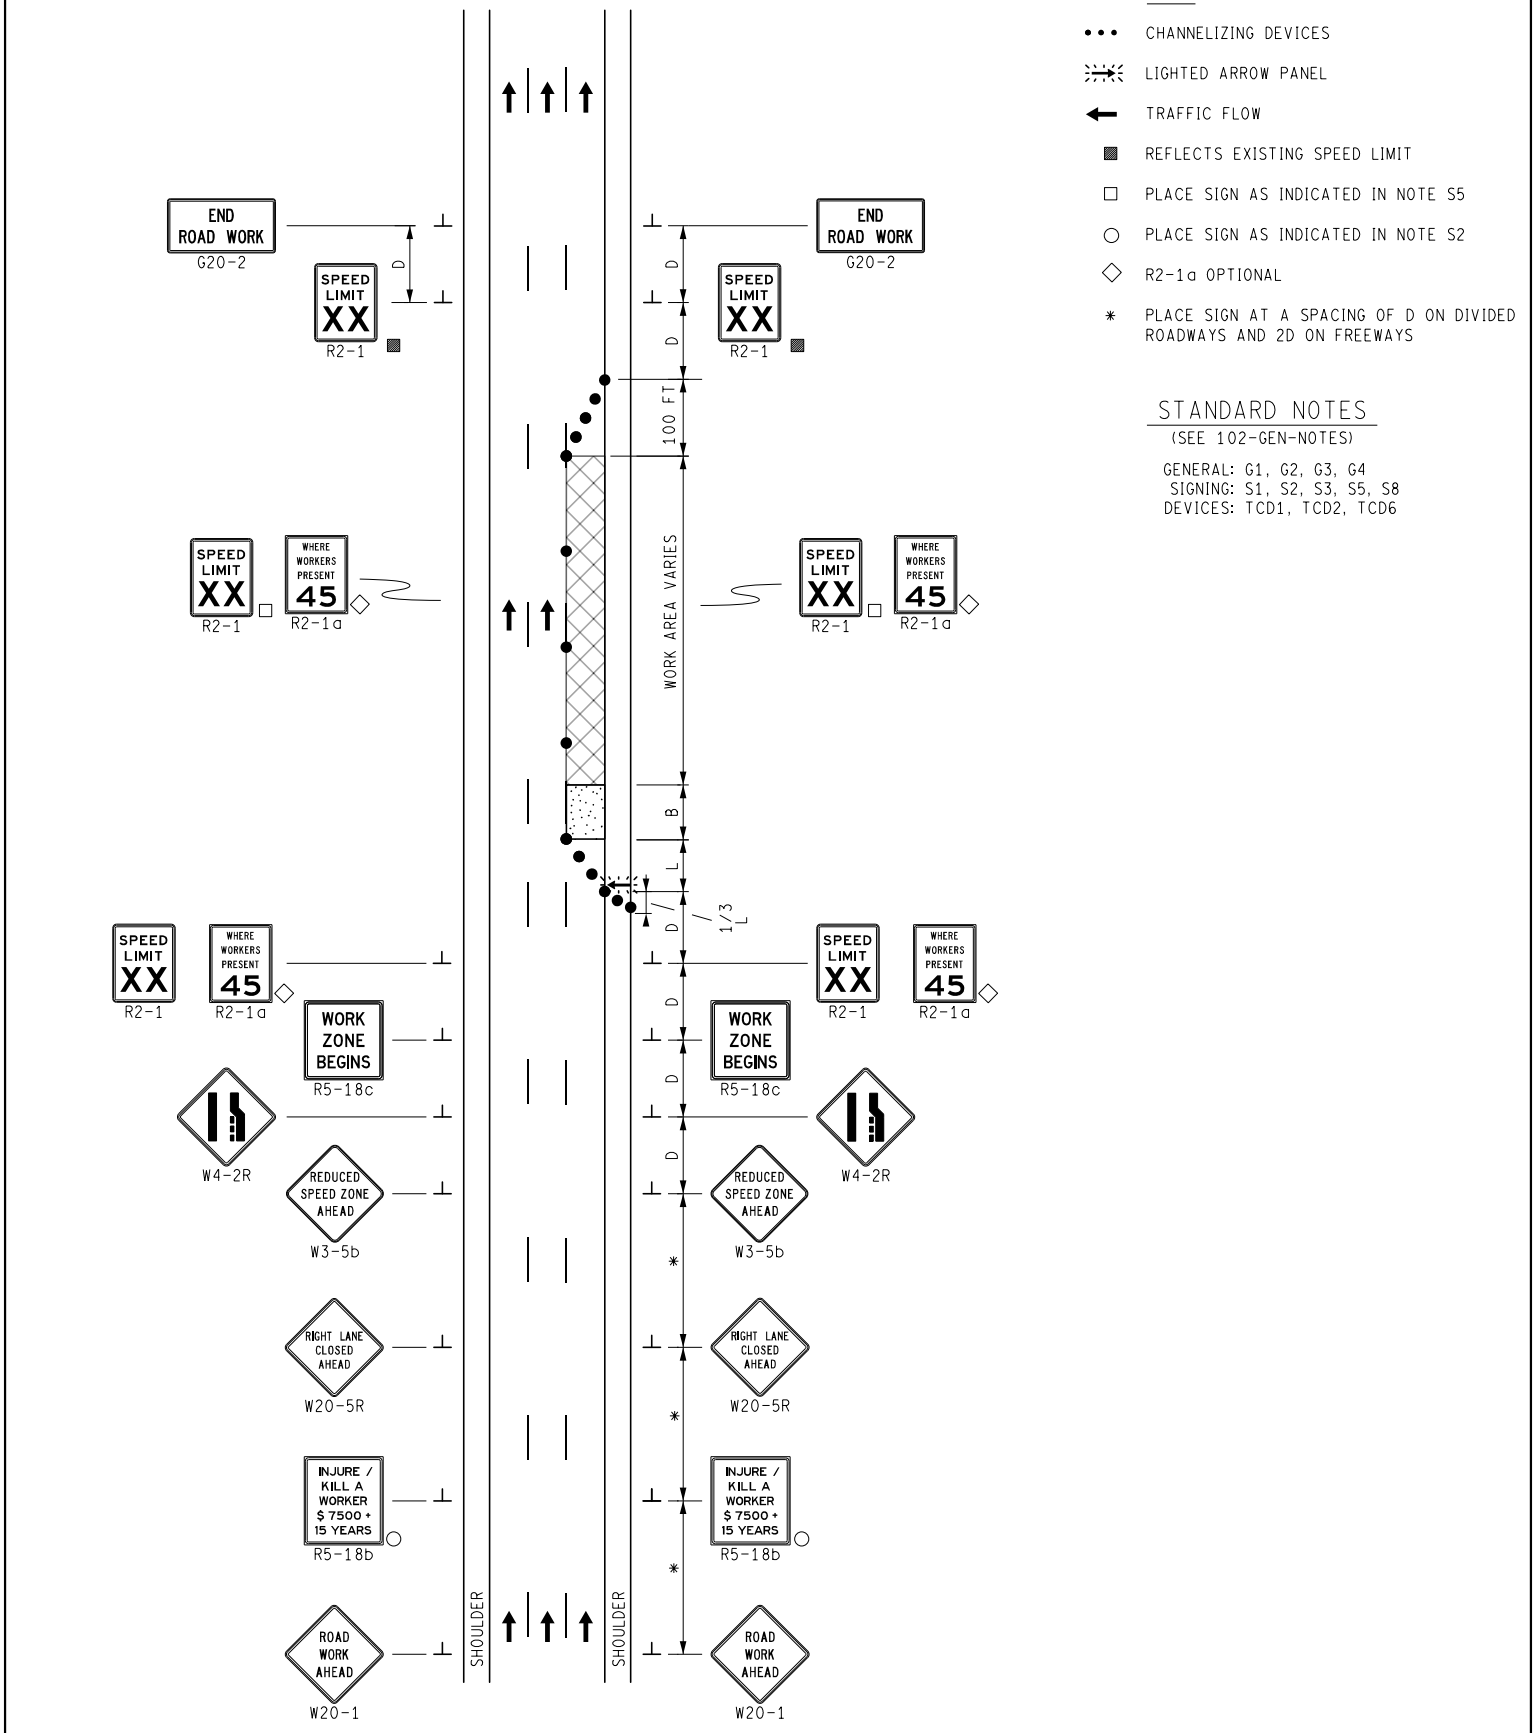 CHANNELIZING DEVICES
LIGHTED ARROW PANEL
TRAFFIC FLOW
REFLECTS EXISTING SPEED LIMIT
PLACE SIGN AS INDICATED IN NOTE S5
PLACE SIGN AS INDICATED IN NOTE S2
R2-1a OPTIONAL
* PLACE SIGN AT A SPACING OF D ON DIVIDED
ROADWAYS AND 2D ON FREEWAYS
STANDARD NOTES
(SEE 102-GEN-NOTES)
GENERAL: G1, G2, G3, G4
SIGNING: S1, S2, S3, S5, S8
DEVICES: TCD1, TCD2, TCD6
END
ROAD WORK
G20-2
D
SPEED
LIMIT
XX
R2-1
END
ROAD WORK
G20-2
D
SPEED
LIMIT
XX
R2-1
D
100 FT
WORK AREA VARIES
SPEED
LIMIT
XX
R2-1
WHERE
WORKERS
PRESENT
45
R2-1a
SPEED
LIMIT
XX
R2-1
WHERE
WORKERS
PRESENT
45
R2-1a
B
L
1/3
L
D
SPEED
LIMIT
XX
R2-1
WHERE
WORKERS
PRESENT
45
R2-1a
SPEED
LIMIT
XX
R2-1
WHERE
WORKERS
PRESENT
45
R2-1a
D
WORK
ZONE
BEGINS
R5-18c
WORK
ZONE
BEGINS
R5-18c
D
W4-2R
W4-2R
D
REDUCED
SPEED ZONE
AHEAD
W3-5b
REDUCED
SPEED ZONE
AHEAD
W3-5b
*
RIGHT LANE
CLOSED
AHEAD
W20-5R
RIGHT LANE
CLOSED
AHEAD
W20-5R
*
INJURE /
KILL A
WORKER
$ 7500 +
15 YEARS
R5-18b
INJURE /
KILL A
WORKER
$ 7500 +
15 YEARS
R5-18b
*
SHOULDER
SHOULDER
ROAD
WORK
AHEAD
W20-1
ROAD
WORK
AHEAD
W20-1